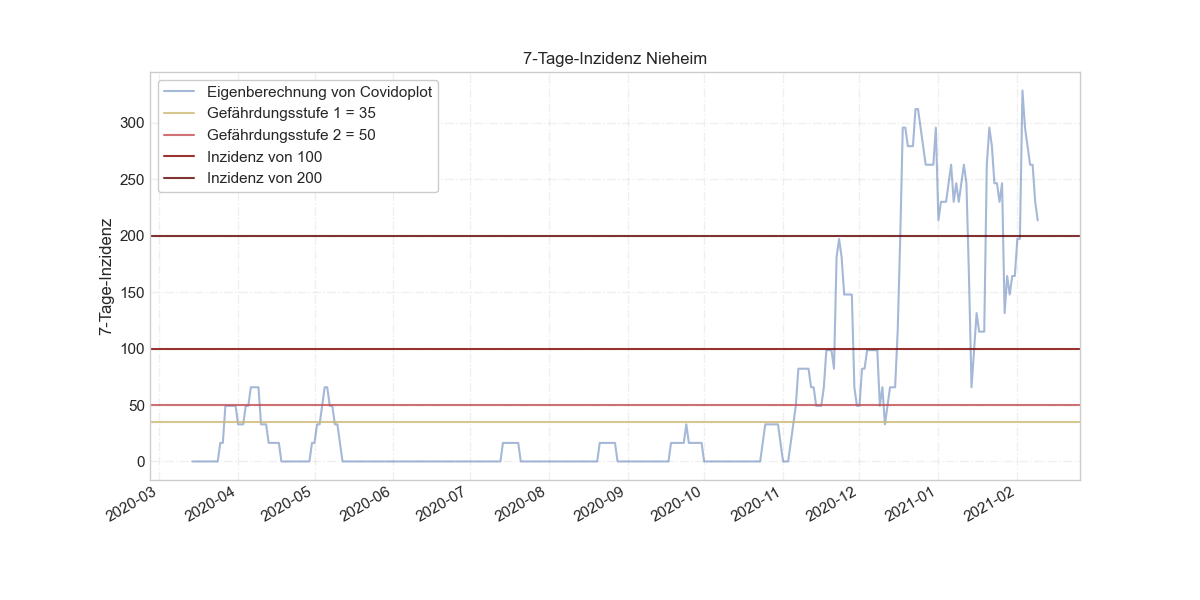 7-Tage-Inzidenz Nieheim
Eigenberechnung von Covidoplot
Gefährdungsstufe 1 = 35
Gefährdungsstufe 2 = 50
Inzidenz von 100
Inzidenz von 200
7-Tage-Inzidenz
300
250
200
150
100
50
0
2020-03
2020-04
2020-05
2020-06
2020-07
2020-08
2020-09
2020-10
2020-11
2020-12
2021-01
2021-02